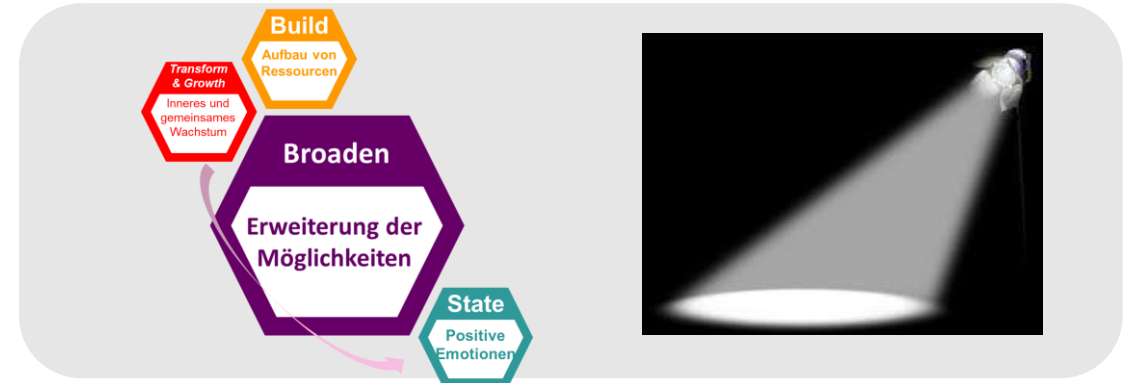 Build
Aufbau von
Ressourcen
Transform
& Growth
Inneres und
gemeinsames
Wachstum
Broaden
Erweiterung der
Möglichkeiten
State
Positive
Emotionen